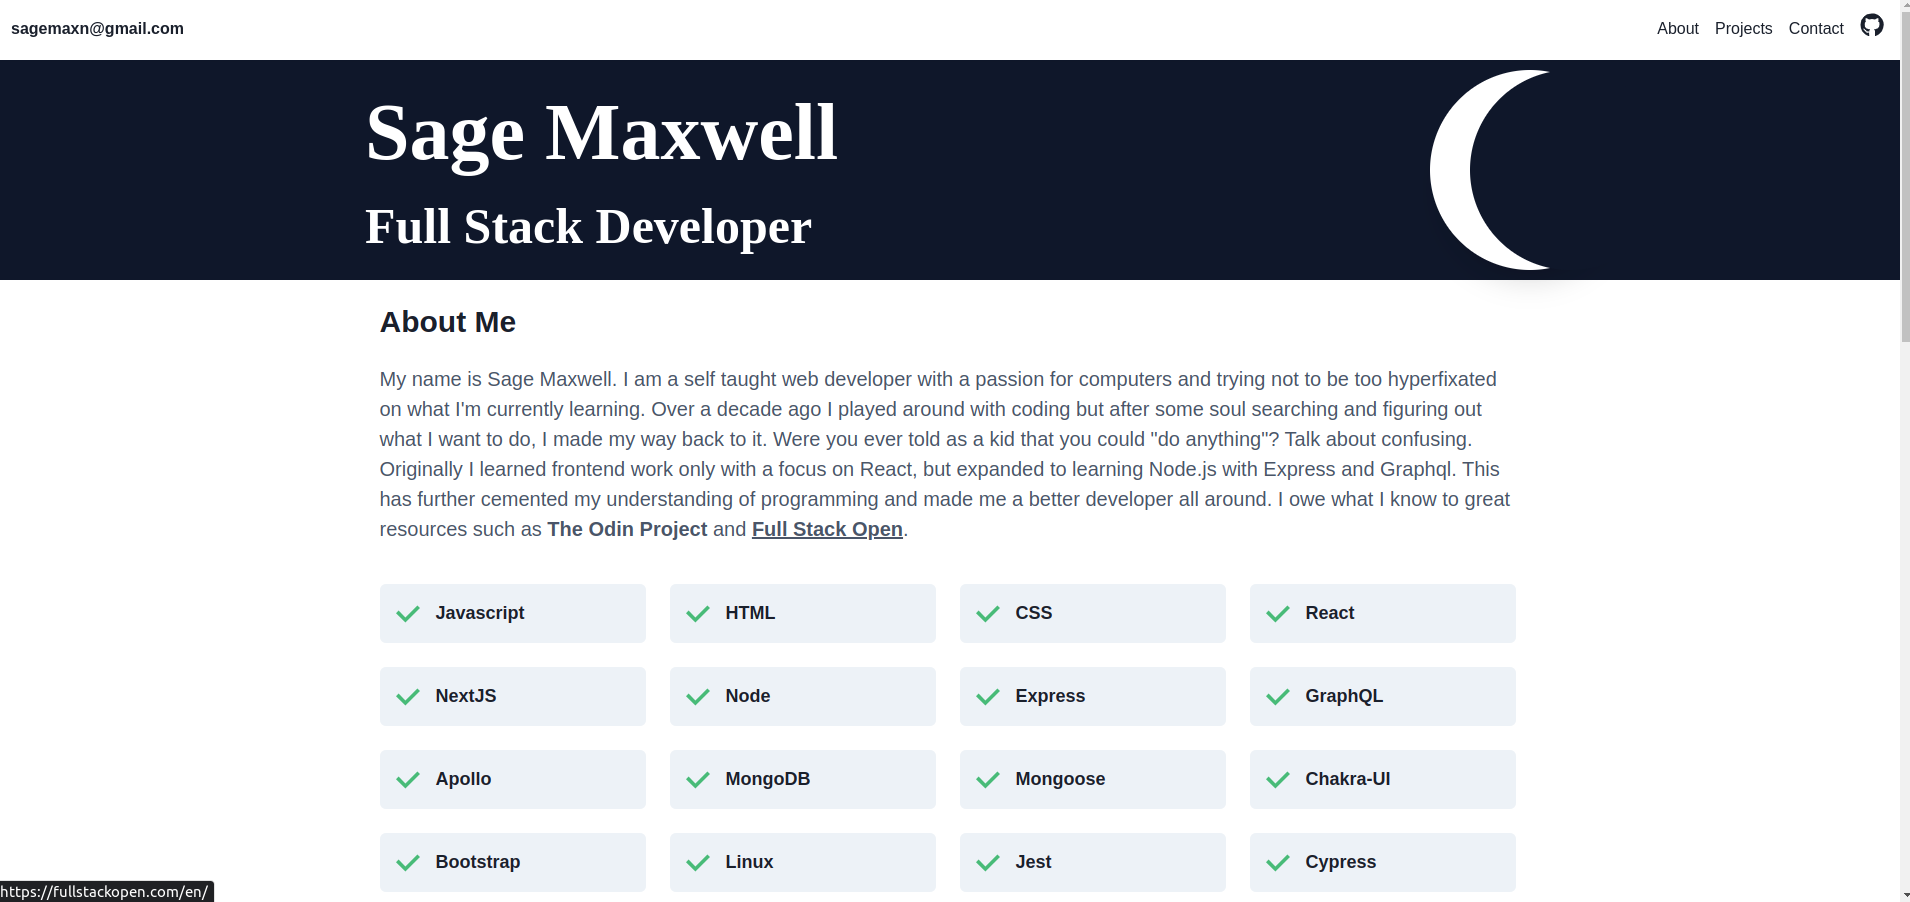 sagemaxn@gmail.com
About Projects Contact
Sage Maxwell
Full Stack Developer
About Me
My name is Sage Maxwell. I am a self taught web developer with a passion for computers and trying not to be too hyperfixated
on what I'm currently learning. Over a decade ago I played around with coding but after some soul searching and figuring out
what I want to do, I made my way back to it. Were you ever told as a kid that you could "do anything"? Talk about confusing.
Originally I learned frontend work only with a focus on React, but expanded to learning Node.js with Express and Graphql. This
has further cemented my understanding of programming and made me a better developer all around. I owe what I know to great
resources such as The Odin Project and Full Stack Open.
Javascript HTML CSS React
NextJS Node Express GraphQL
Apollo MongoDB Mongoose Chakra-UI
Bootstrap Linux Jest Cypress
https://fullstackopen.com/en/